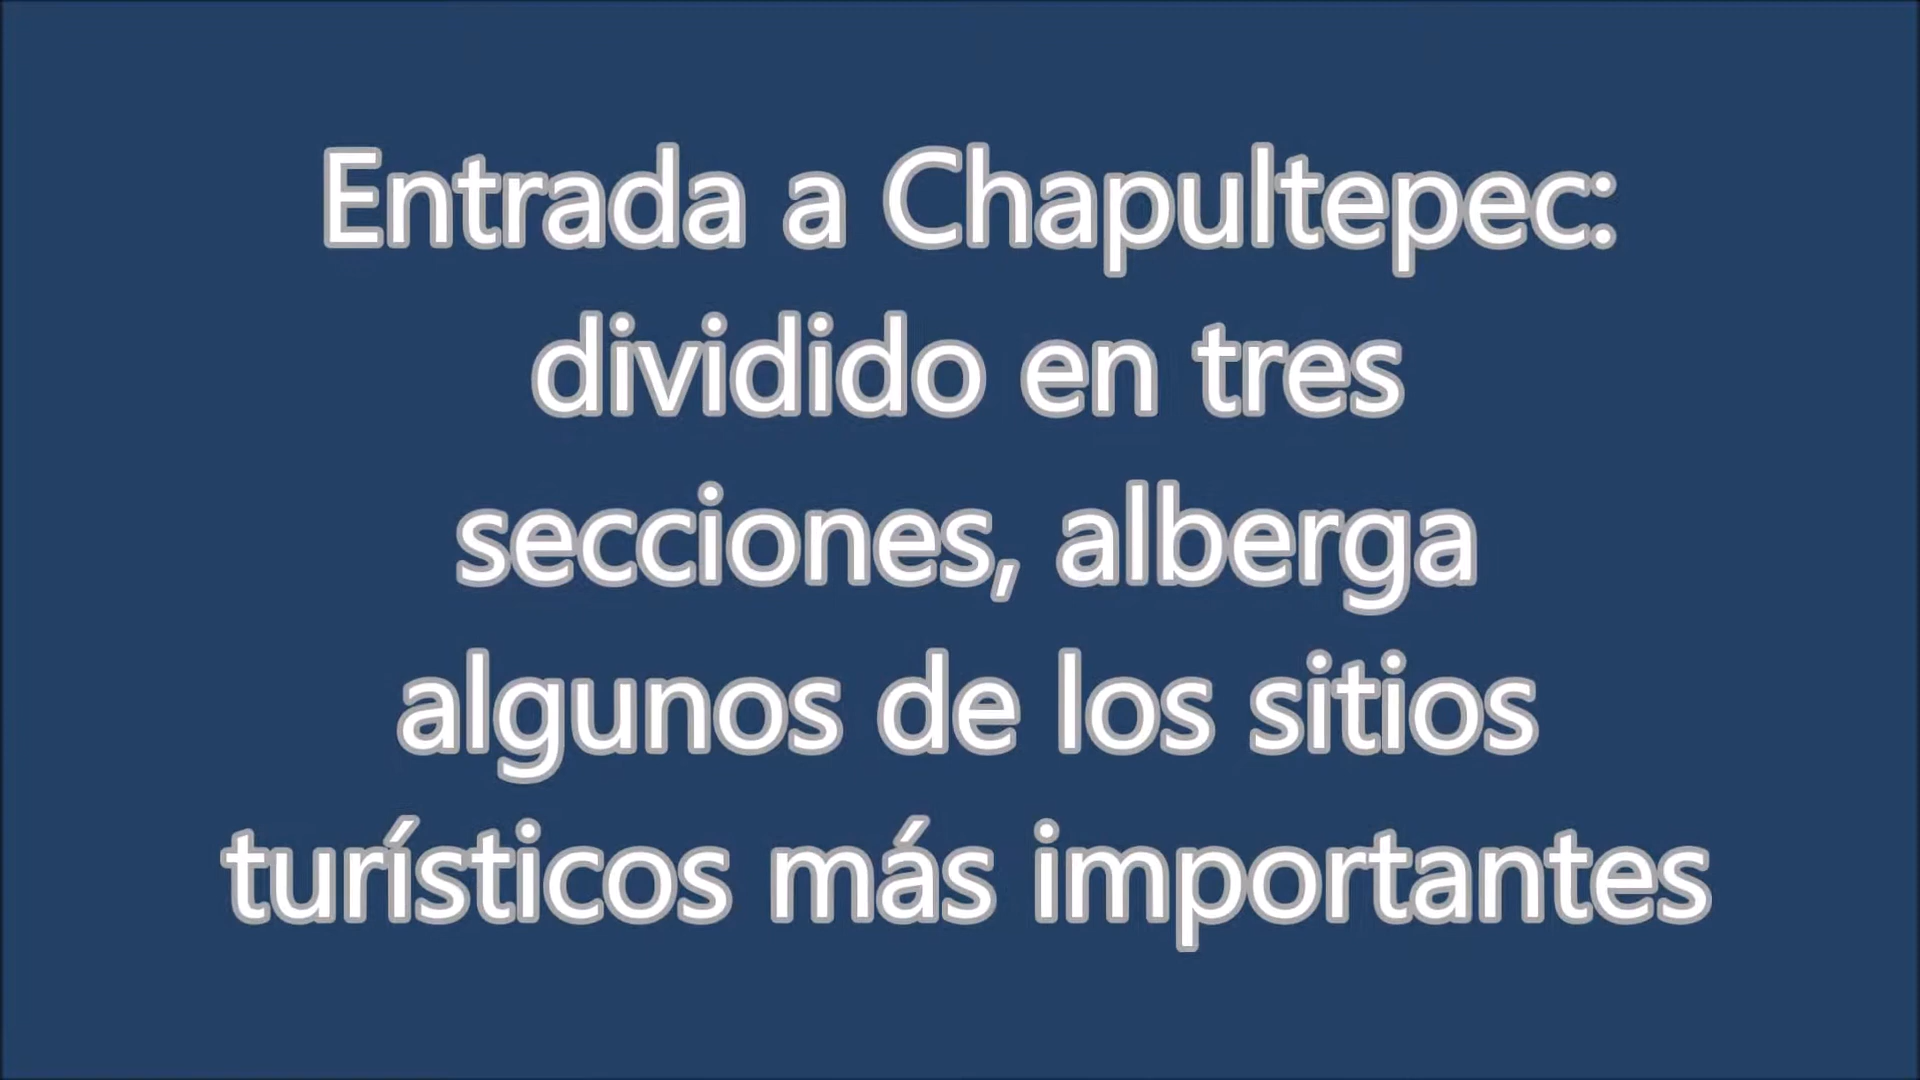 Entrada a Chapultepec:
dividido en tres
secciones, alberga
algunos de los sitios
turísticos más importantes